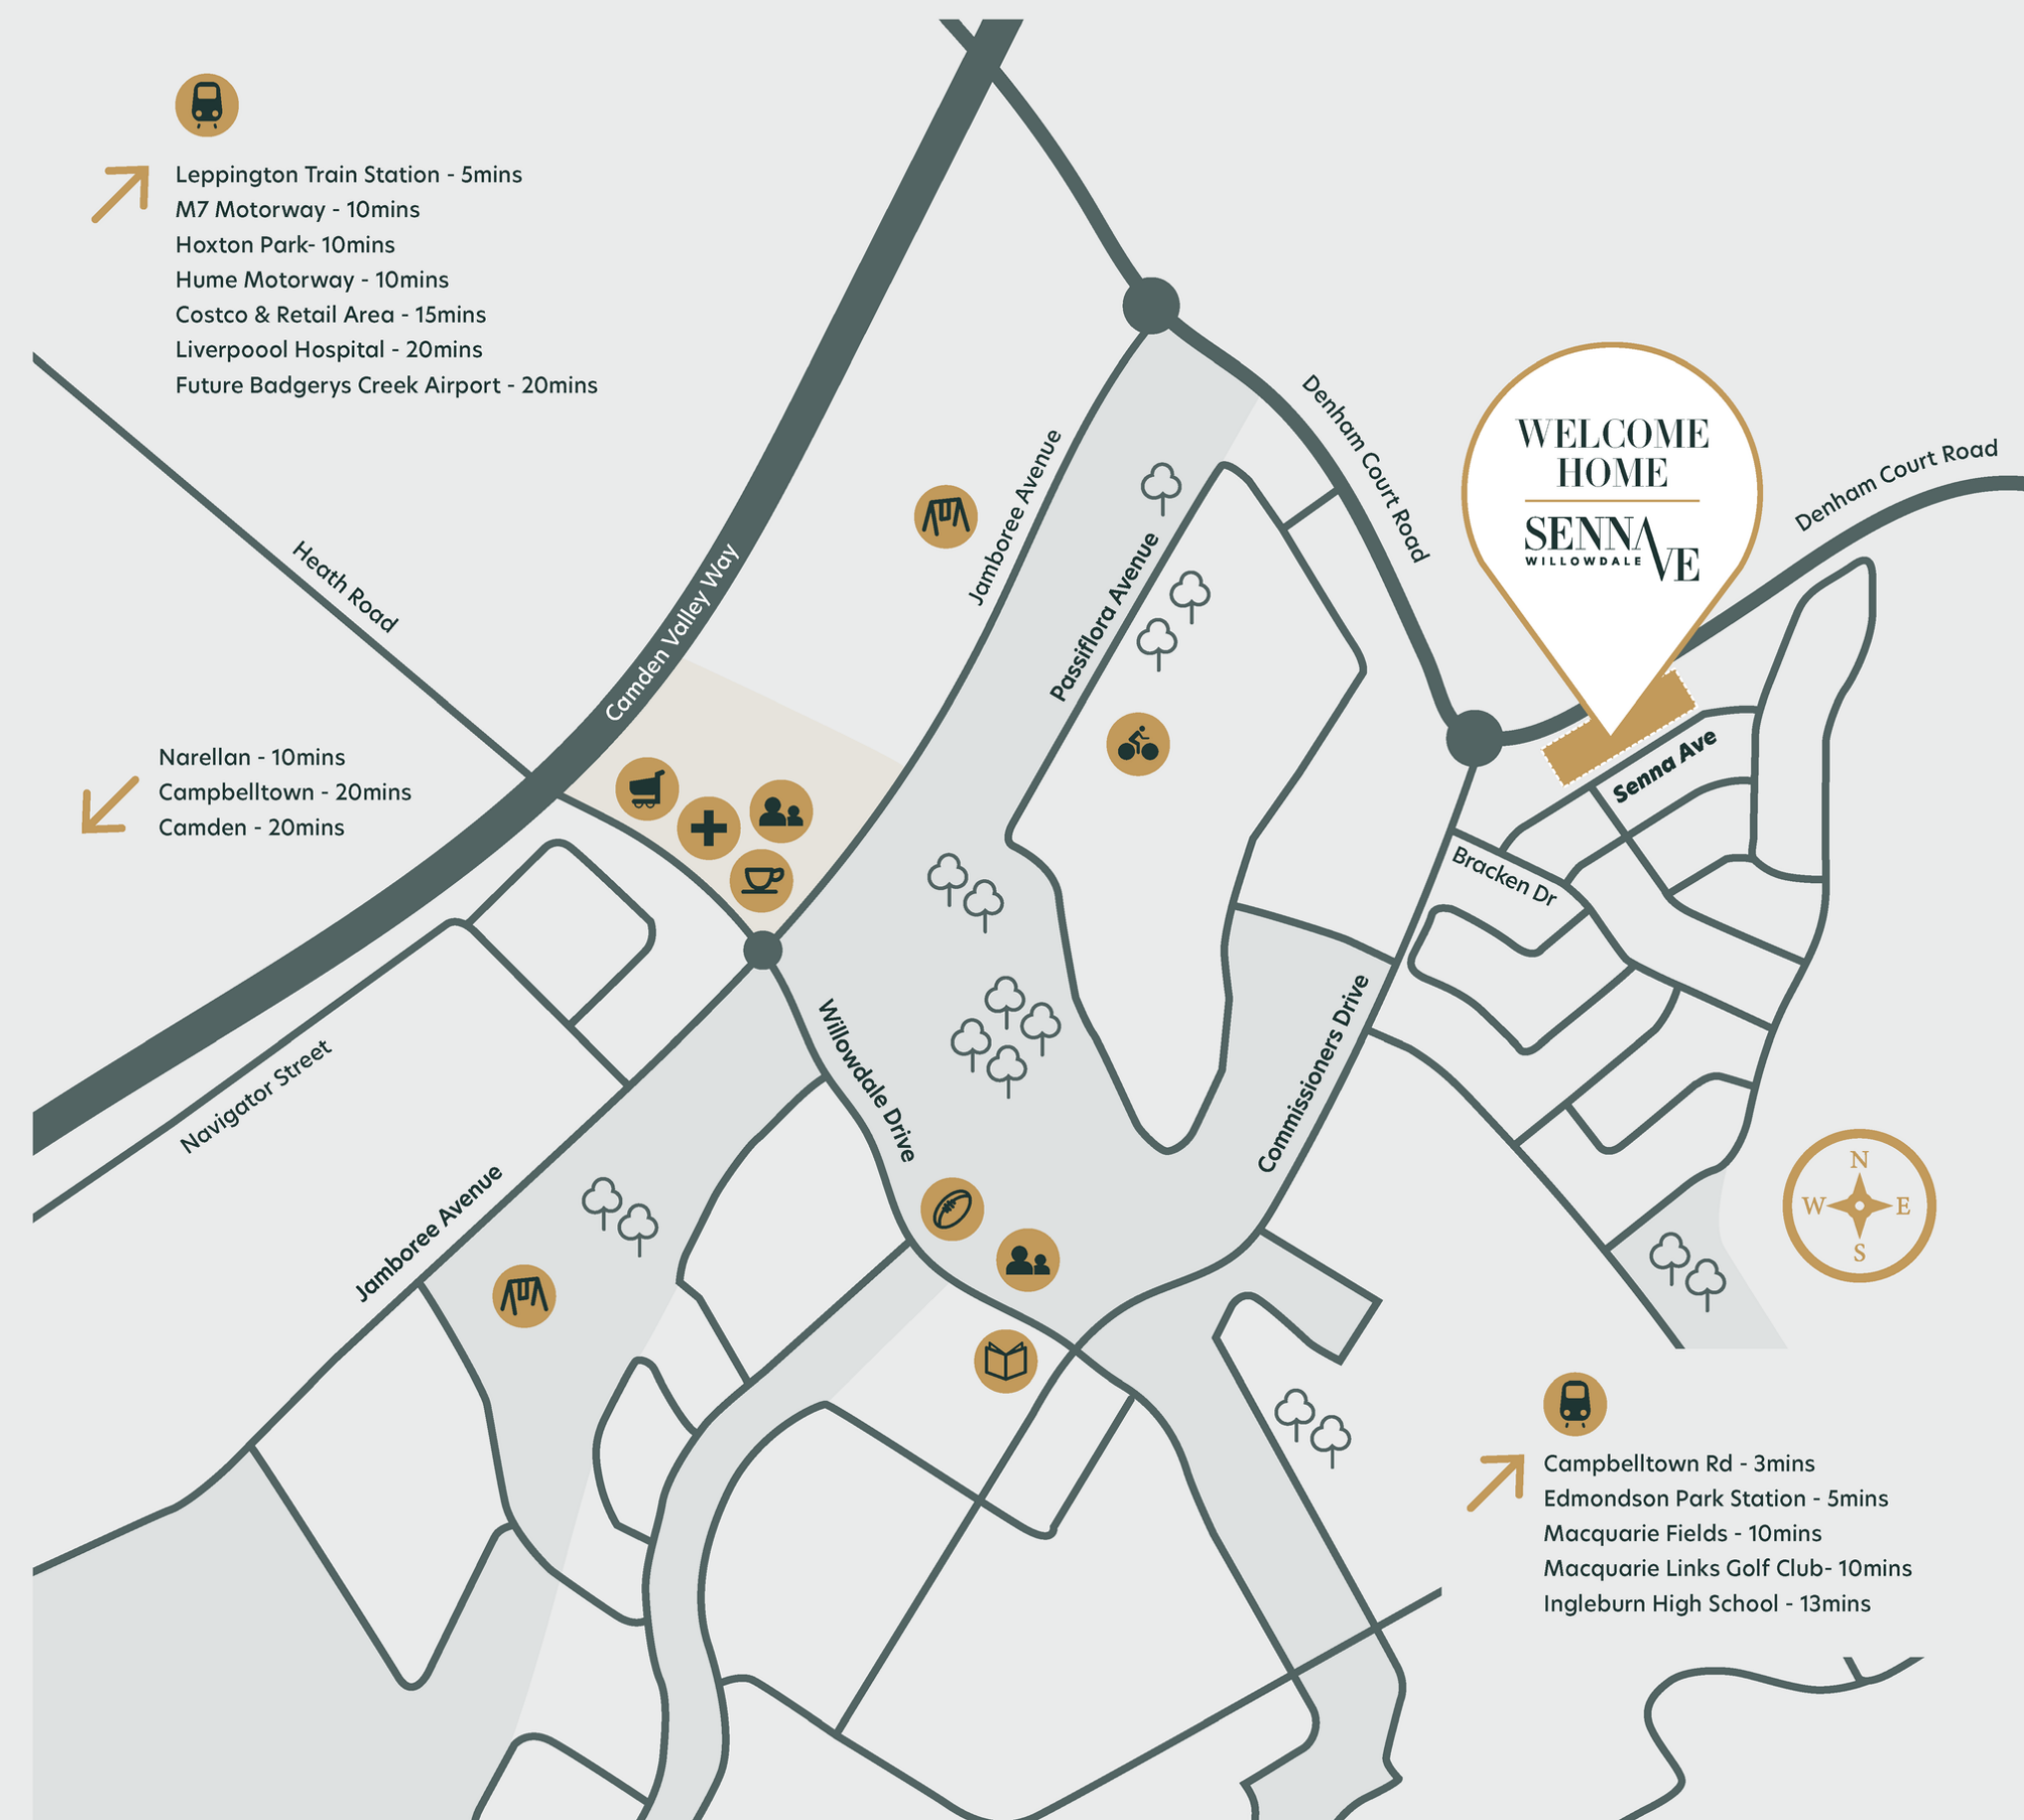 Leppington Train Station - 5mins
M7 Motorway - 10mins
Hoxton Park- 10mins
Hume Motorway - 10mins
Costco & Retail Area - 15mins
Liverpoool Hospital - 20mins
Future Badgerys Creek Airport - 20mins
Denham Court Road
WELCOME
HOME
SENNA AVE
WILLOWDALE
Denham Court Road
Jamboree Avenue
Passiflora Avenue
Heath Road
Camden Valley Way
Narellan - 10mins
Campbelltown - 20mins
Camden - 20mins
Senna Ave
Bracken Dr
Navigator Street
Willowdale Drive
Commissioners Drive
Jamboree Avenue
N
W E
S
Campbelltown Rd - 3mins
Edmondson Park Station - 5mins
Macquarie Fields - 10mins
Macquarie Links Golf Club- 10mins
Ingleburn High School - 13mins